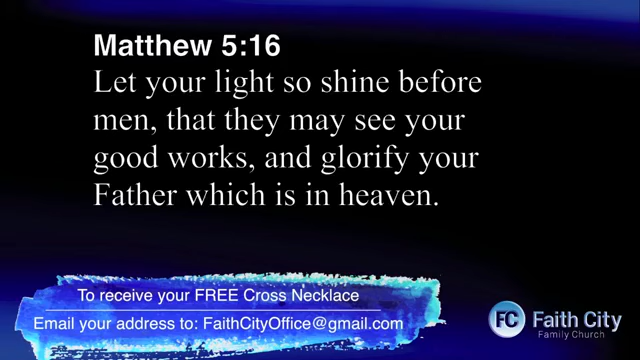 Matthew 5:16
Let your light so shine before
men, that they may see your
good works, and glorify your
Father which is in heaven.
To receive your FREE Cross Necklace
Email your address to: FaithCityOffice@gmail.com
FC Faith City
Family Church